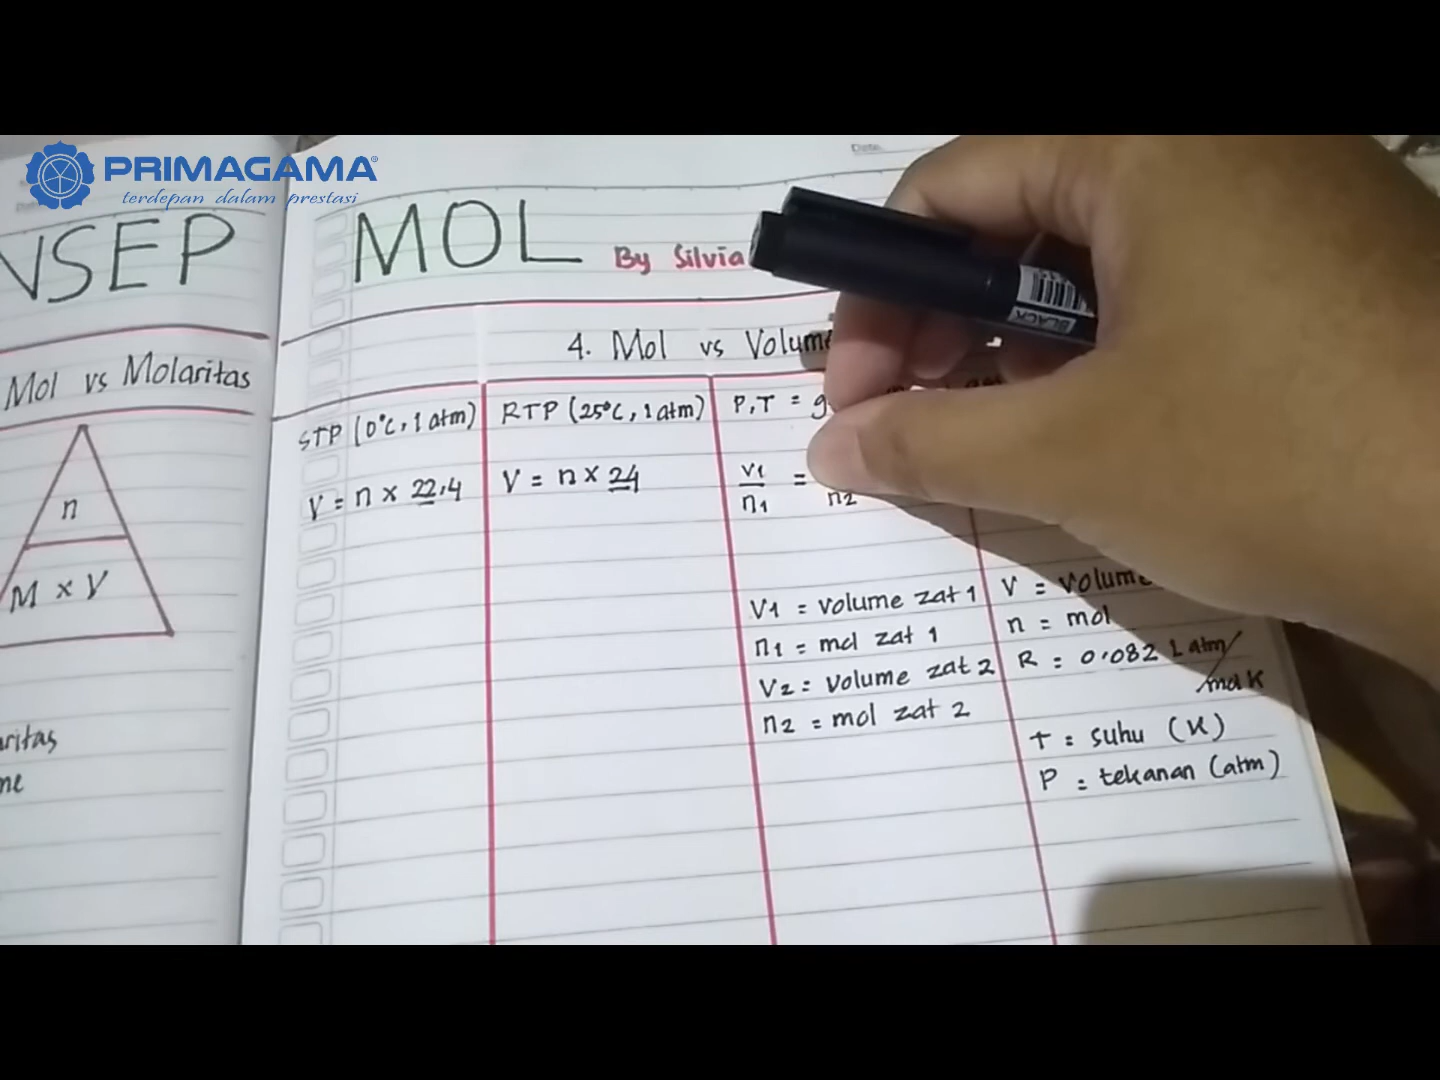 PRIMAGAMA
terdepan dalam prestasi
NSEP MOL
By Silvia
Mol vs Molaritas
n
M x V
4. Mol vs Volume
STP (0°C, 1 atm)
V = n x 22,4
RTP (25°C, 1 atm)
V = n x 24
P, T = g
V1 =
n1 n2
V1 = volume zat 1
n1 = mol zat 1
V2 = volume zat 2
n2 = mol zat 2
V = volume
n = mol
R = 0,082 L atm/
mol K
T = suhu (K)
P = tekanan (atm)
BLACK